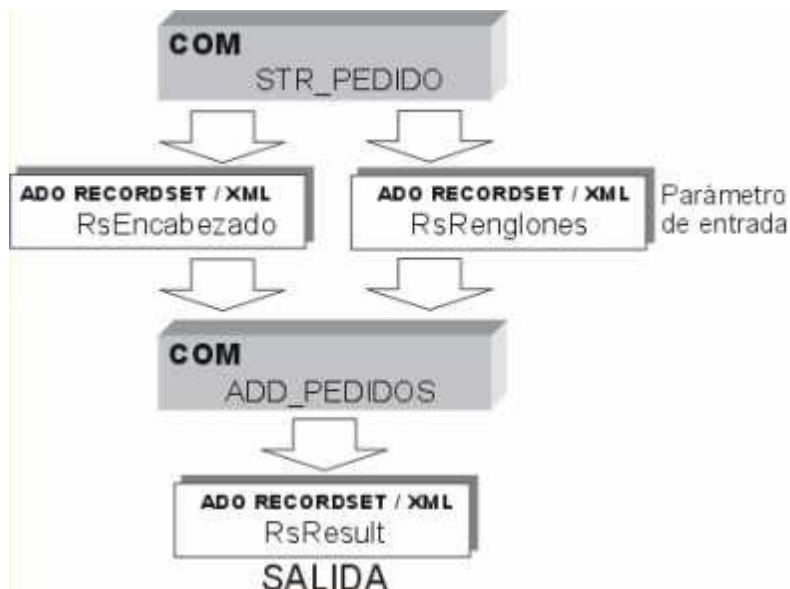 COM
STR_PEDIDO
ADO RECORDSET / XML
RsEncabezado
ADO RECORDSET / XML
RsRenglones
Parámetro
de entrada
COM
ADD_PEDIDOS
ADO RECORDSET / XML
RsResult
SALIDA